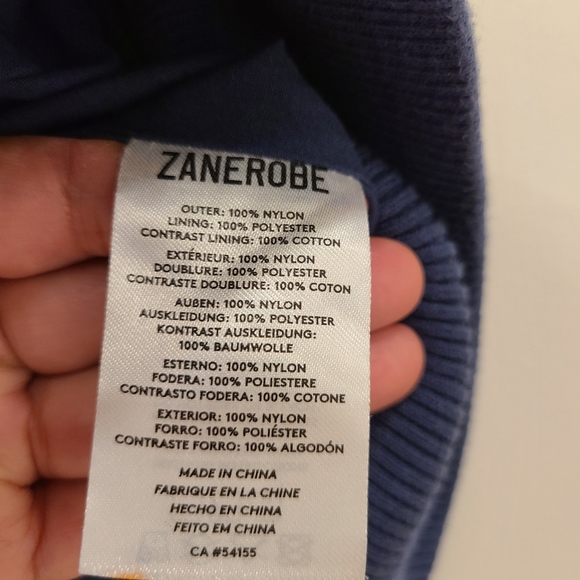 ZANEROBE
OUTER: 100% NYLON
LINING: 100% POLYESTER
CONTRAST LINING: 100% COTTON
EXTÉRIEUR: 100% NYLON
DOUBLURE: 100% POLYESTER
CONTRASTE DOUBLURE: 100% COTON
AUßEN: 100% NYLON
AUSKLEIDUNG: 100% POLYESTER
KONTRAST AUSKLEIDUNG:
100% BAUMWOLLE
ESTERNO: 100% NYLON
FODERA: 100% POLIESTERE
CONTRASTO FODERA: 100% COTONE
EXTERIOR: 100% NYLON
FORRO: 100% POLIÉSTER
CONTRASTE FORRO: 100% ALGODÓN
MADE IN CHINA
FABRIQUE EN LA CHINE
HECHO EN CHINA
FEITO EM CHINA
CA #54155